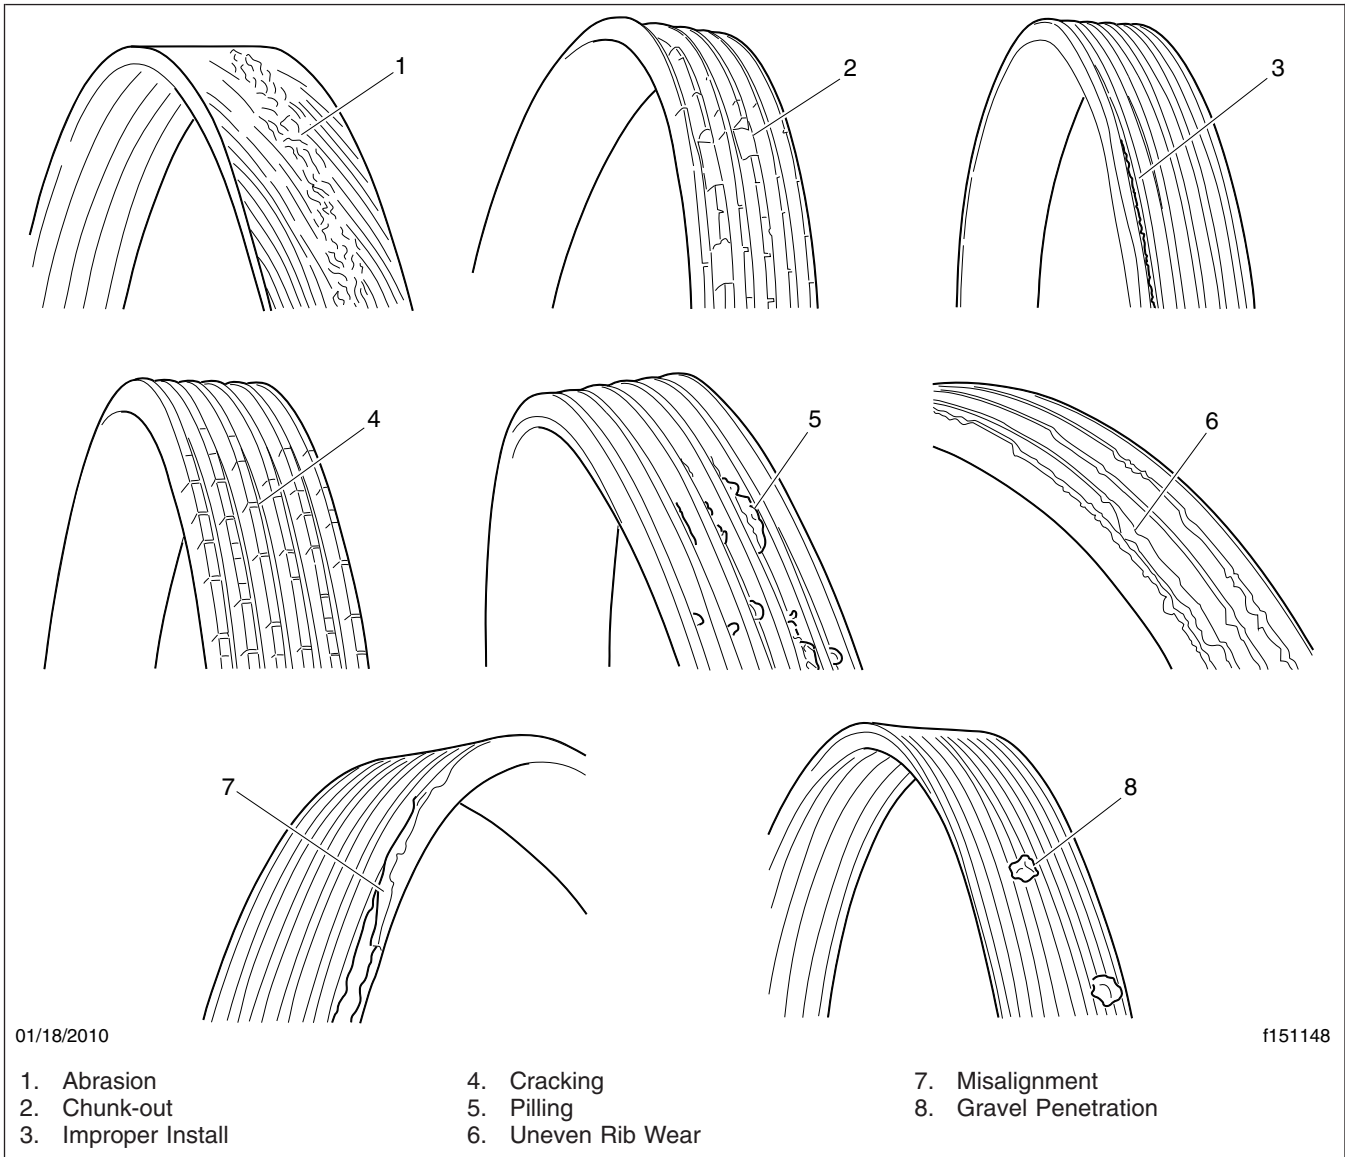 1
2
3
4
5
6
7
8
01/18/2010
f151148
1. Abrasion
2. Chunk-out
3. Improper Install
4. Cracking
5. Pilling
6. Uneven Rib Wear
7. Misalignment
8. Gravel Penetration